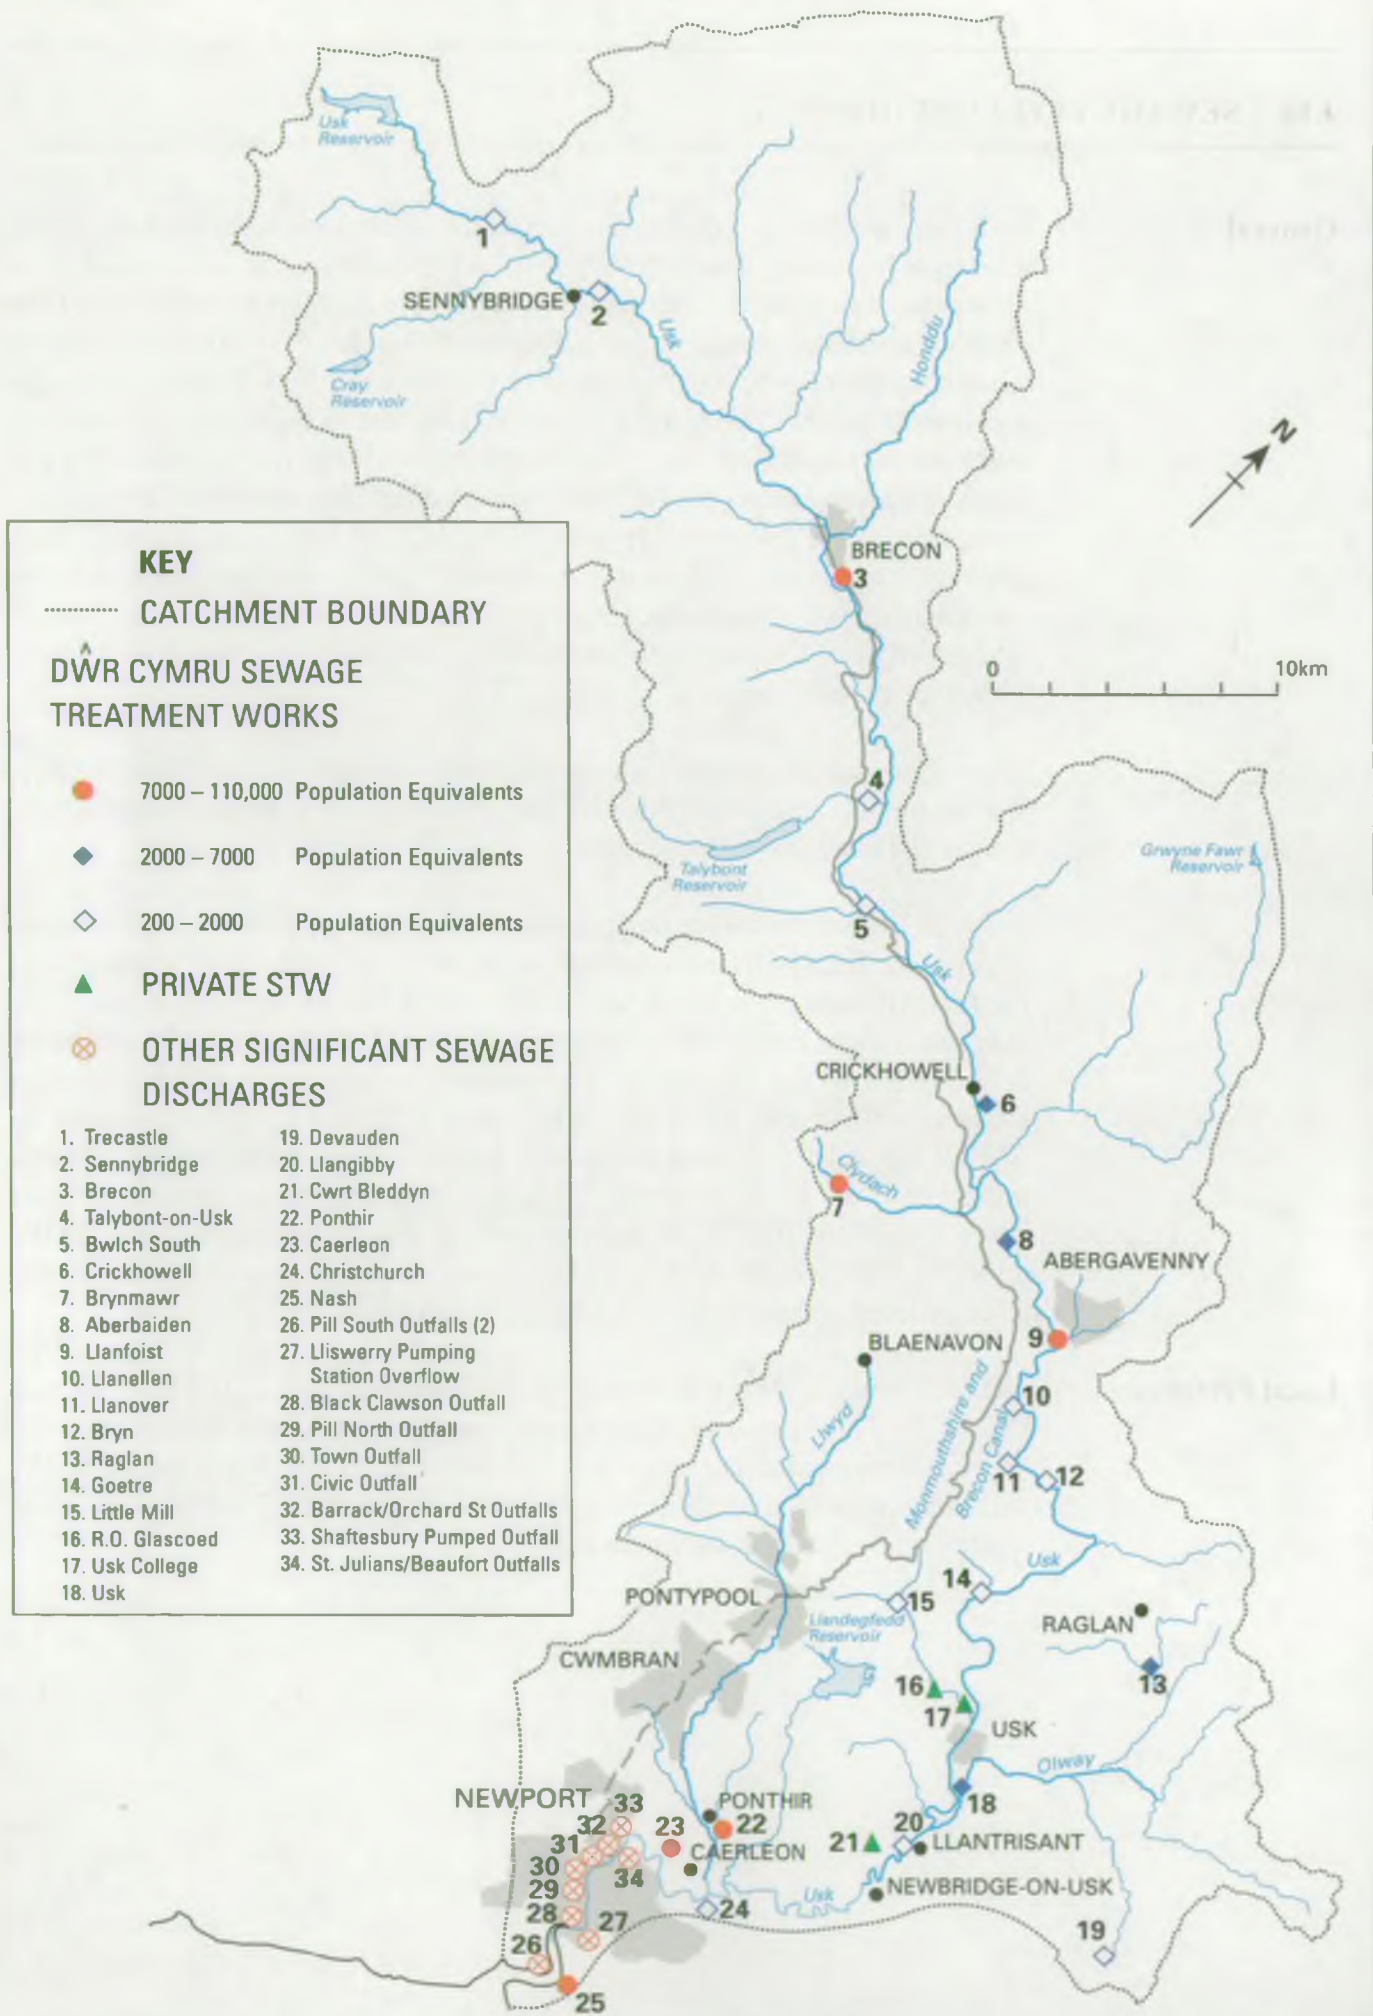 Usk
Reservoir
1
SENNYBRIDGE
2
Usk
Cray
Reservoir
Honddu
N
BRECON
3
0 10km
4
Talybont
Reservoir
5
Usk
Grwyne Fawr
Reservoir
CRICKHOWELL
6
Clydach
7
8
ABERGAVENNY
9
BLAENAVON
10
Llwyd
Monmouthshire and
Brecon Canal
11
12
Usk
14
15
PONTYPOOL
Llandegfedd
Reservoir
RAGLAN
13
CWMBRAN
16
17
USK
Olway
18
NEWPORT
33
32
31
30
29
28
34
27
26
25
23
PONTHIR
22
CAERLEON
24
21
20
LLANTRISANT
NEWBRIDGE-ON-USK
Usk
19
KEY
CATCHMENT BOUNDARY
DŴR CYMRU SEWAGE
TREATMENT WORKS
7000 – 110,000 Population Equivalents
2000 – 7000 Population Equivalents
200 – 2000 Population Equivalents
PRIVATE STW
OTHER SIGNIFICANT SEWAGE
DISCHARGES
1. Trecastle
2. Sennybridge
3. Brecon
4. Talybont-on-Usk
5. Bwlch South
6. Crickhowell
7. Brynmawr
8. Aberbaiden
9. Llanfoist
10. Llanellen
11. Llanover
12. Bryn
13. Raglan
14. Goetre
15. Little Mill
16. R.O. Glascoed
17. Usk College
18. Usk
19. Devauden
20. Llangibby
21. Cwrt Bleddyn
22. Ponthir
23. Caerleon
24. Christchurch
25. Nash
26. Pill South Outfalls (2)
27. Lliswerry Pumping
Station Overflow
28. Black Clawson Outfall
29. Pill North Outfall
30. Town Outfall
31. Civic Outfall
32. Barrack/Orchard St Outfalls
33. Shaftesbury Pumped Outfall
34. St. Julians/Beaufort Outfalls